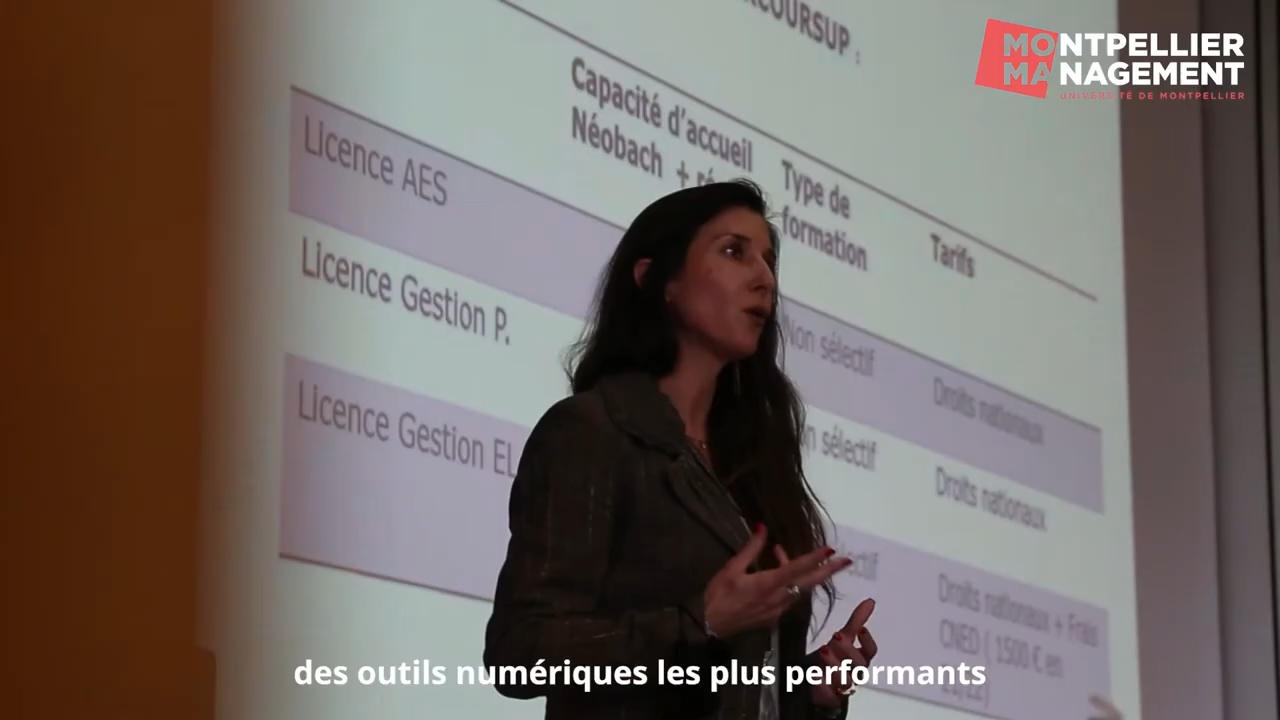 MONTPELLIER
MANAGEMENT
UNIVERSITÉ DE MONTPELLIER
COURSUP :
Capacité d'accueil
Néobach + ré
Type de
formation
Tarifs
Licence AES
Non sélectif
Droits nationaux
Licence Gestion P.
sélectif
Droits nationaux
Licence Gestion EL
Droits nationaux + Frais
CNED ( 1500 € en
des outils numériques les plus performants